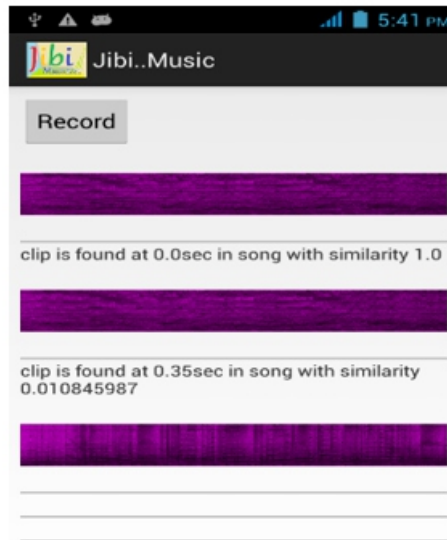 5:41 PM
Jibi
Jibi..Music
Record
clip is found at 0.0sec in song with similarity 1.0
clip is found at 0.35sec in song with similarity
0.010845987